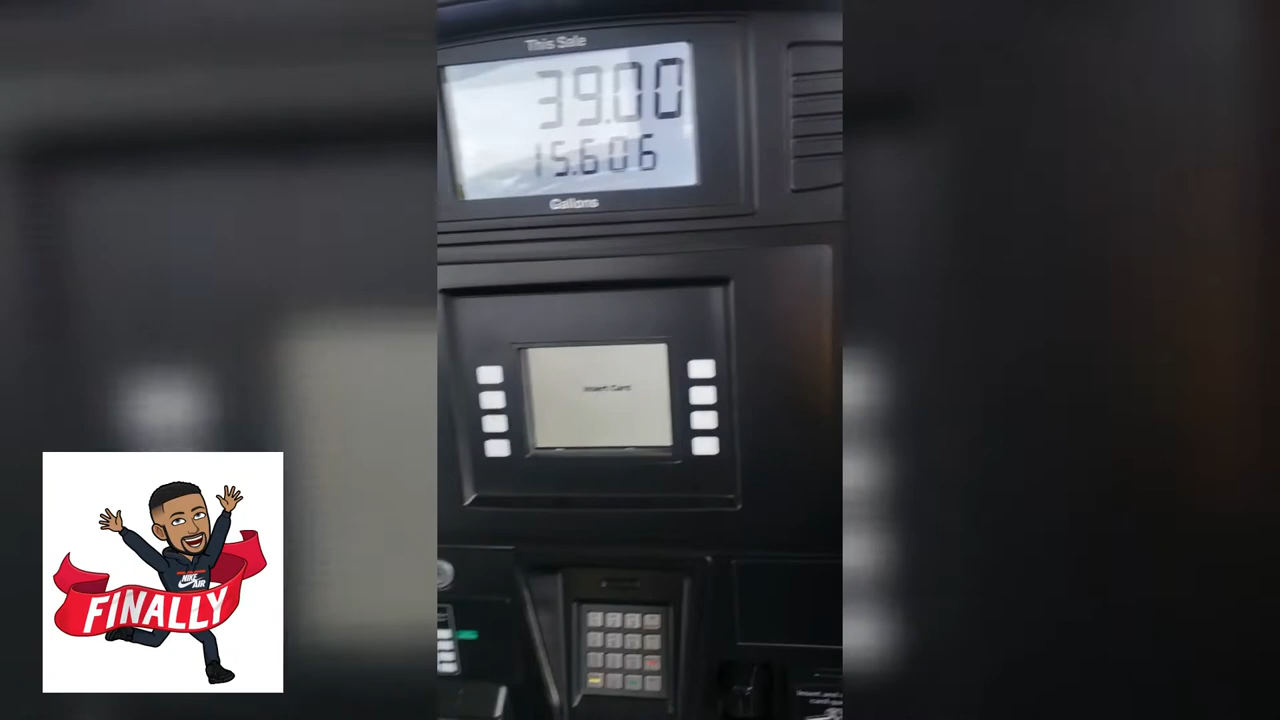 This Sale
39.00
15.606
Gallons
Insert Card
NIKE
AIR
FINALLY